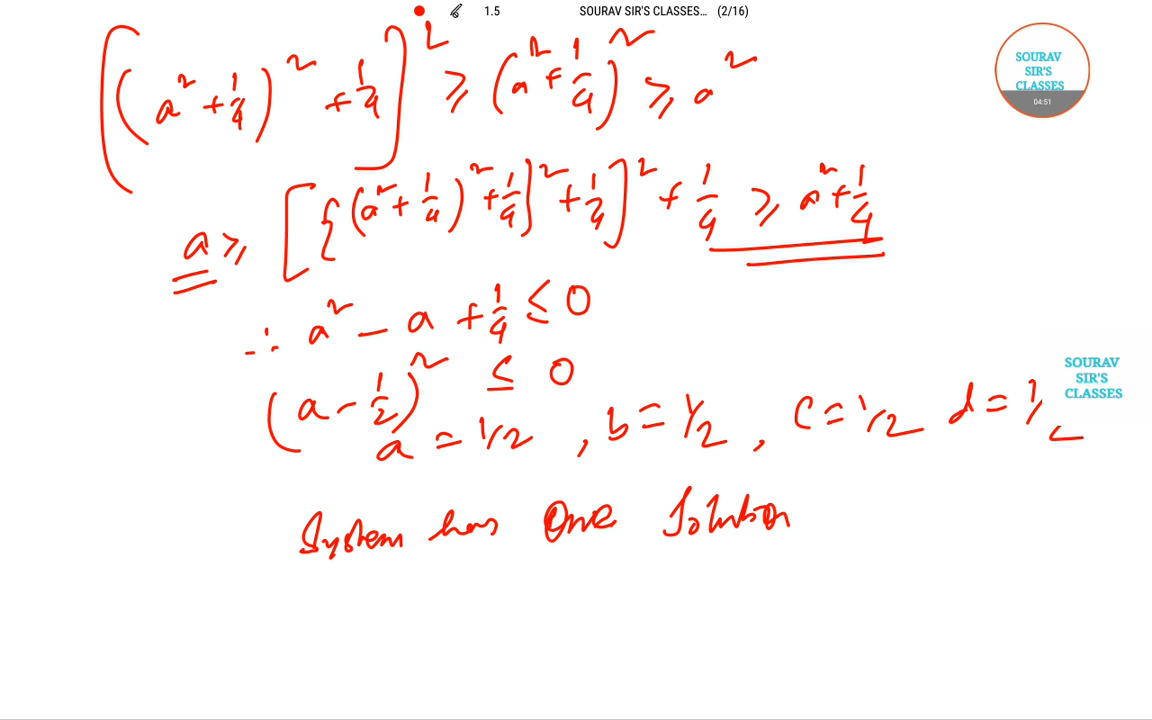 1.5 SOURAV SIR'S CLASSES... (2/16)
SOURAV
SIR'S
CLASSES
04:51
[(a² + 1/4)² + 1/4]² ≥ (a² + 1/4)² ≥ a²
a ≥ [{(a² + 1/4)² + 1/4}² + 1/4]² + 1/4 ≥ a² + 1/4
∴ a² - a + 1/4 ≤ 0
(a - 1/2)² ≤ 0
SOURAV
SIR'S
CLASSES
a = 1/2 , b = 1/2 , c = 1/2 d = 1/2
System has One Solution